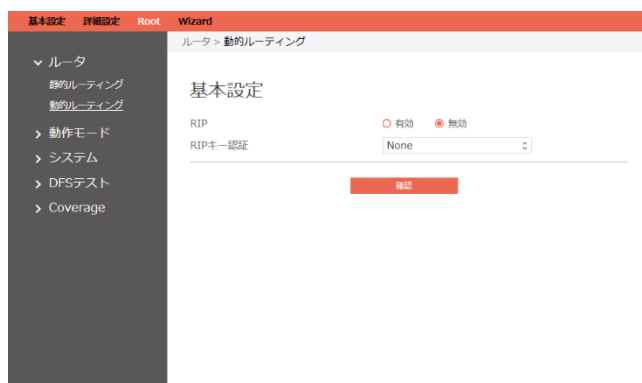 基本設定 詳細設定 Root Wizard
ルータ > 動的ルーティング
ルータ
静的ルーティング
動的ルーティング
動作モード
システム
DFSテスト
Coverage
基本設定
RIP 有効 無効
RIPキー認証 None
確認